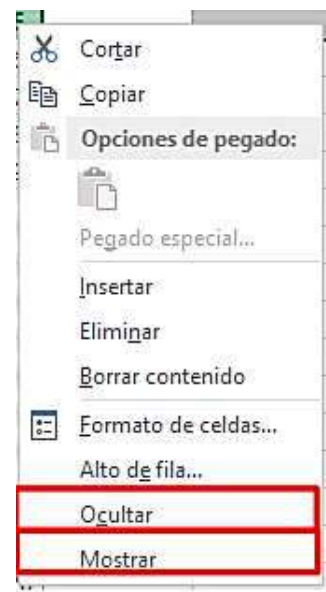 Cortar
Copiar
Opciones de pegado:
Pegado especial...
Insertar
Eliminar
Borrar contenido
Formato de celdas...
Alto de fila...
Ocultar
Mostrar